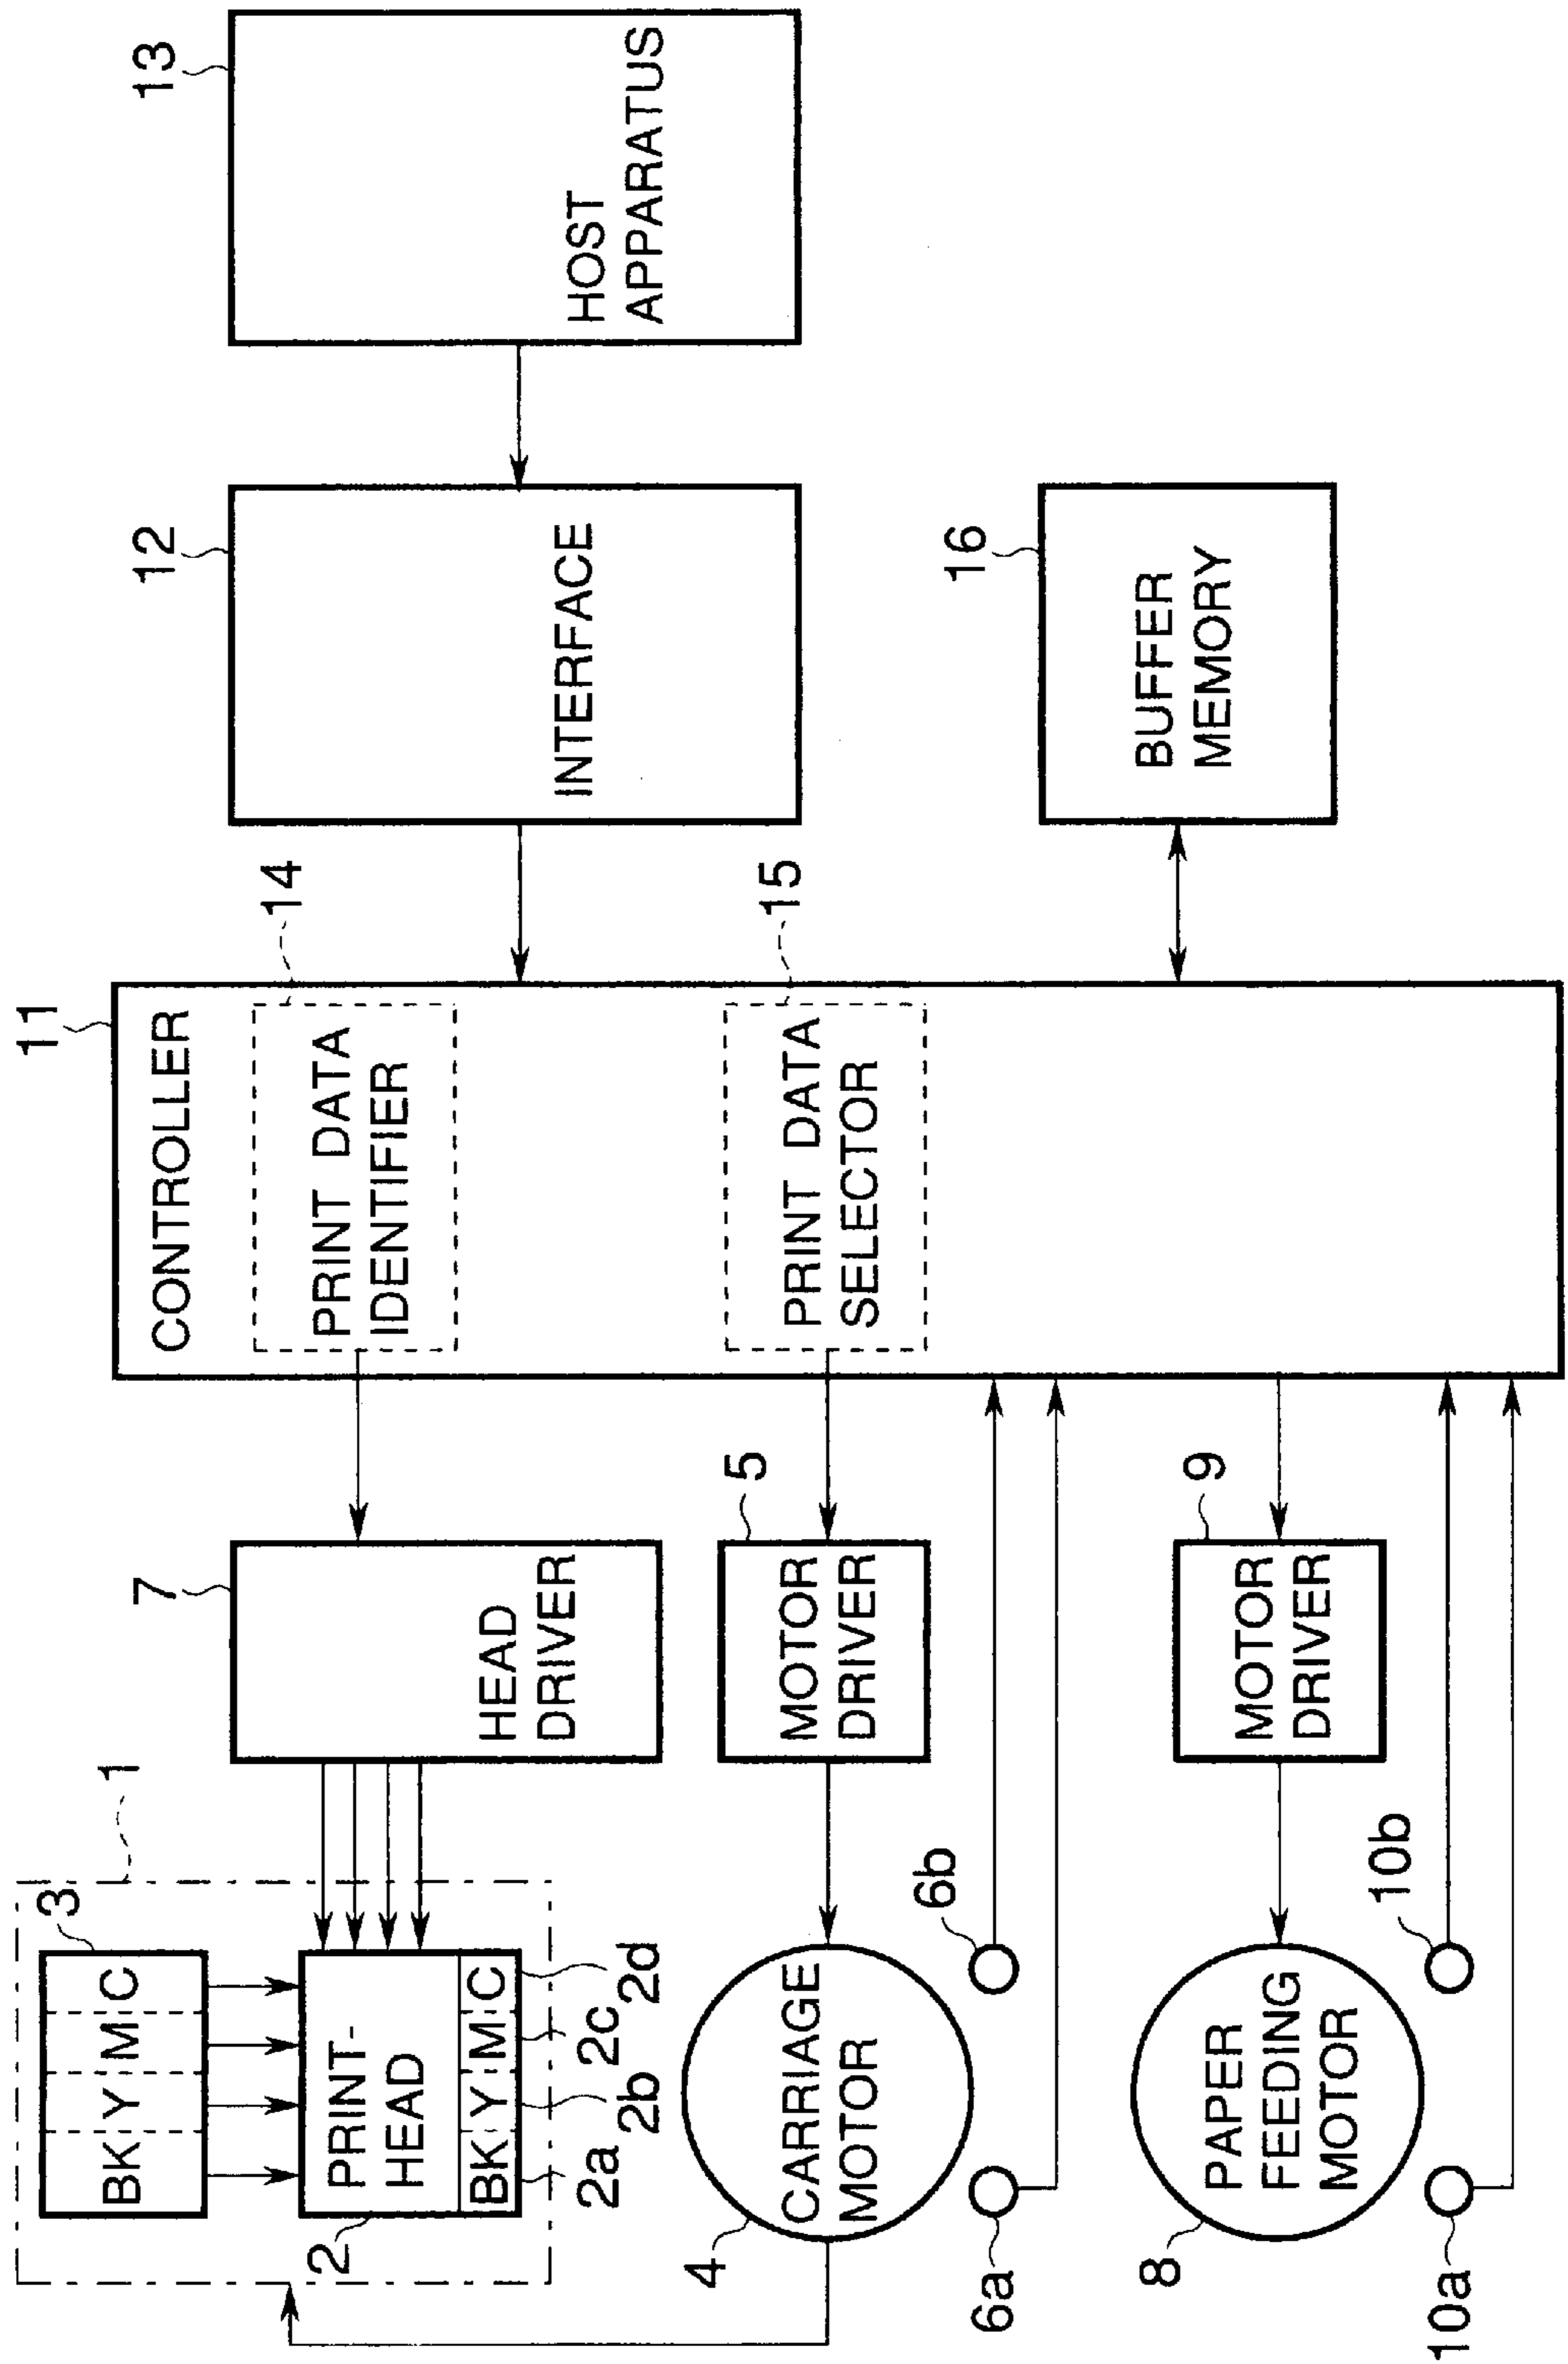 1
3
BK Y M C
PRINT-
HEAD
2
BK Y M C
2a
2b
2c
2d
7
HEAD
DRIVER
CARRIAGE
MOTOR
4
5
MOTOR
DRIVER
6a
6b
PAPER
FEEDING
MOTOR
8
9
MOTOR
DRIVER
10a
10b
11
CONTROLLER
14
PRINT DATA
IDENTIFIER
15
PRINT DATA
SELECTOR
12
INTERFACE
16
BUFFER
MEMORY
13
HOST
APPARATUS